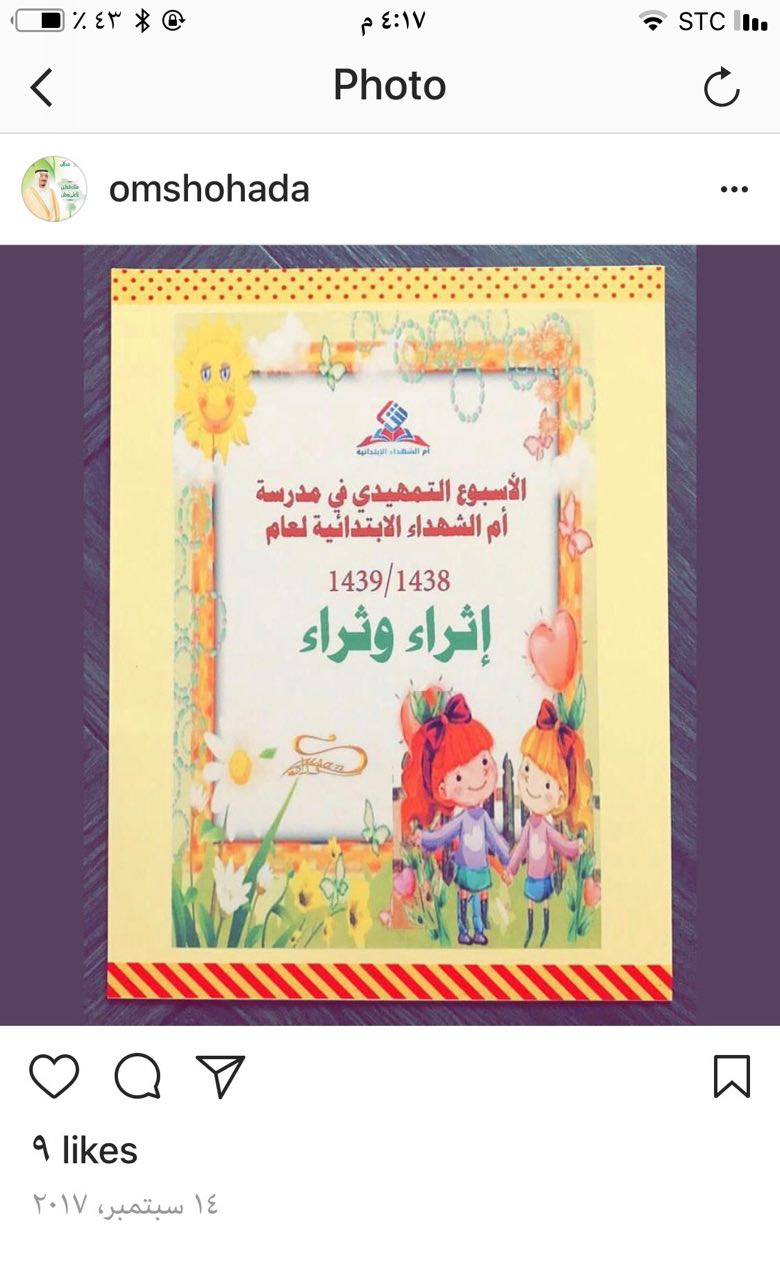 ٪ ٤٣
٤:١٧ م
STC
Photo
omshohada
أم الشهداء الابتدائية
الأسبوع التمهيدي في مدرسة
أم الشهداء الابتدائية لعام
1439/1438
إثراء وثراء
٩ likes
١٤ سبتمبر، ٢٠١٧